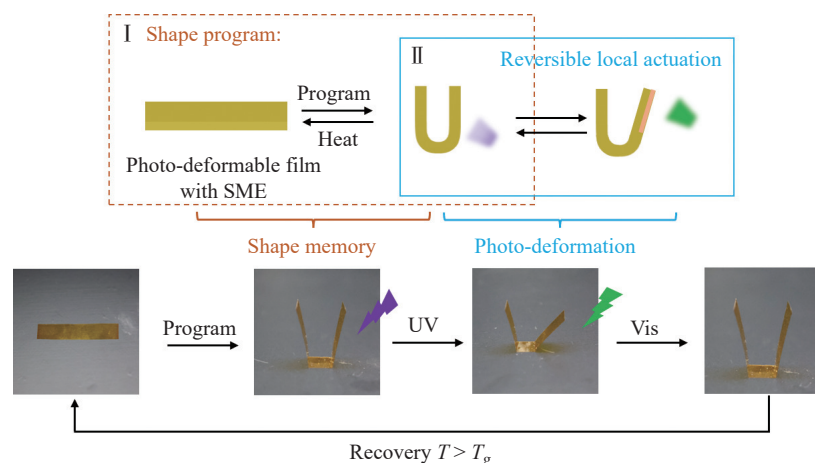 Ⅰ Shape program:
Ⅱ
Reversible local actuation
Program
Heat
Photo-deformable film
with SME
Shape memory
Photo-deformation
Program
UV
Vis
Recovery T > Tg